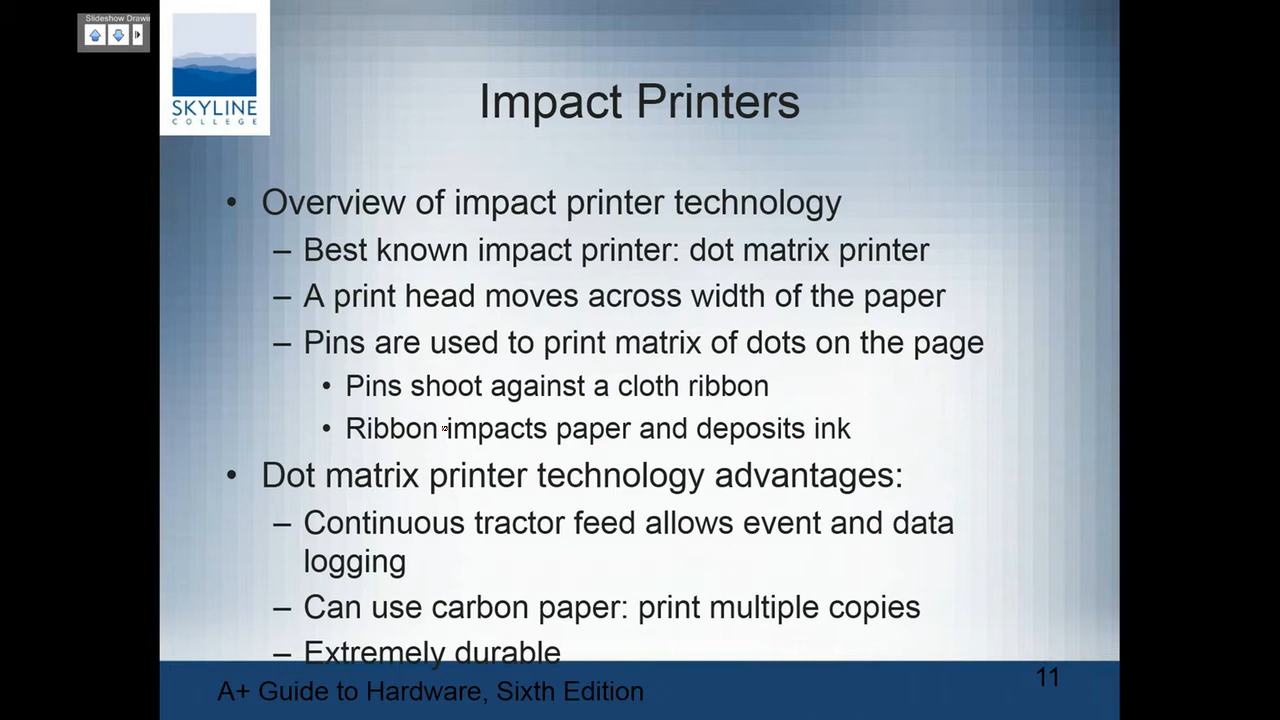 Slideshow Drawi
SKYLINE
COLLEGE
Impact Printers
• Overview of impact printer technology
– Best known impact printer: dot matrix printer
– A print head moves across width of the paper
– Pins are used to print matrix of dots on the page
• Pins shoot against a cloth ribbon
• Ribbon impacts paper and deposits ink
• Dot matrix printer technology advantages:
– Continuous tractor feed allows event and data
logging
– Can use carbon paper: print multiple copies
– Extremely durable
A+ Guide to Hardware, Sixth Edition
11